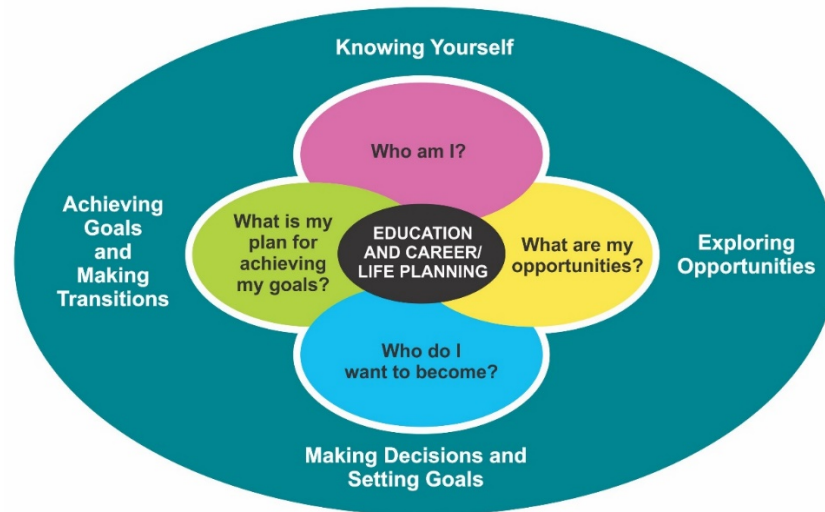 Knowing Yourself
Who am I?
Achieving
Goals
and
Making
Transitions
What is my
plan for
achieving
my goals?
EDUCATION
AND CAREER/
LIFE PLANNING
What are my
opportunities?
Exploring
Opportunities
Who do I
want to become?
Making Decisions and
Setting Goals